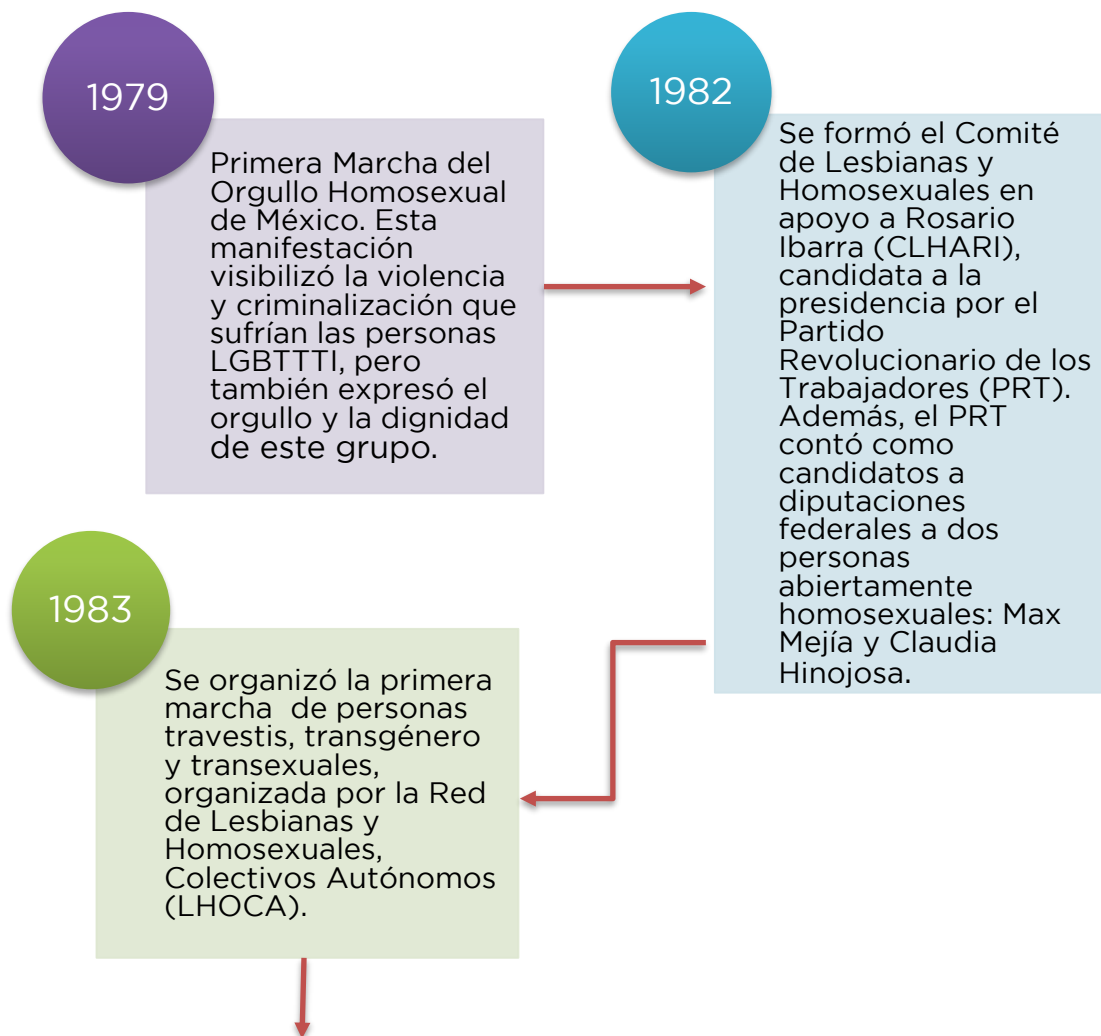 1979
Primera Marcha del
Orgullo Homosexual
de México. Esta
manifestación
visibilizó la violencia
y criminalización que
sufrían las personas
LGBTTTI, pero
también expresó el
orgullo y la dignidad
de este grupo.
1982
Se formó el Comité
de Lesbianas y
Homosexuales en
apoyo a Rosario
Ibarra (CLHARI),
candidata a la
presidencia por el
Partido
Revolucionario de los
Trabajadores (PRT).
Además, el PRT
contó como
candidatos a
diputaciones
federales a dos
personas
abiertamente
homosexuales: Max
Mejía y Claudia
Hinojosa.
1983
Se organizó la primera
marcha de personas
travestis, transgénero
y transexuales,
organizada por la Red
de Lesbianas y
Homosexuales,
Colectivos Autónomos
(LHOCA).